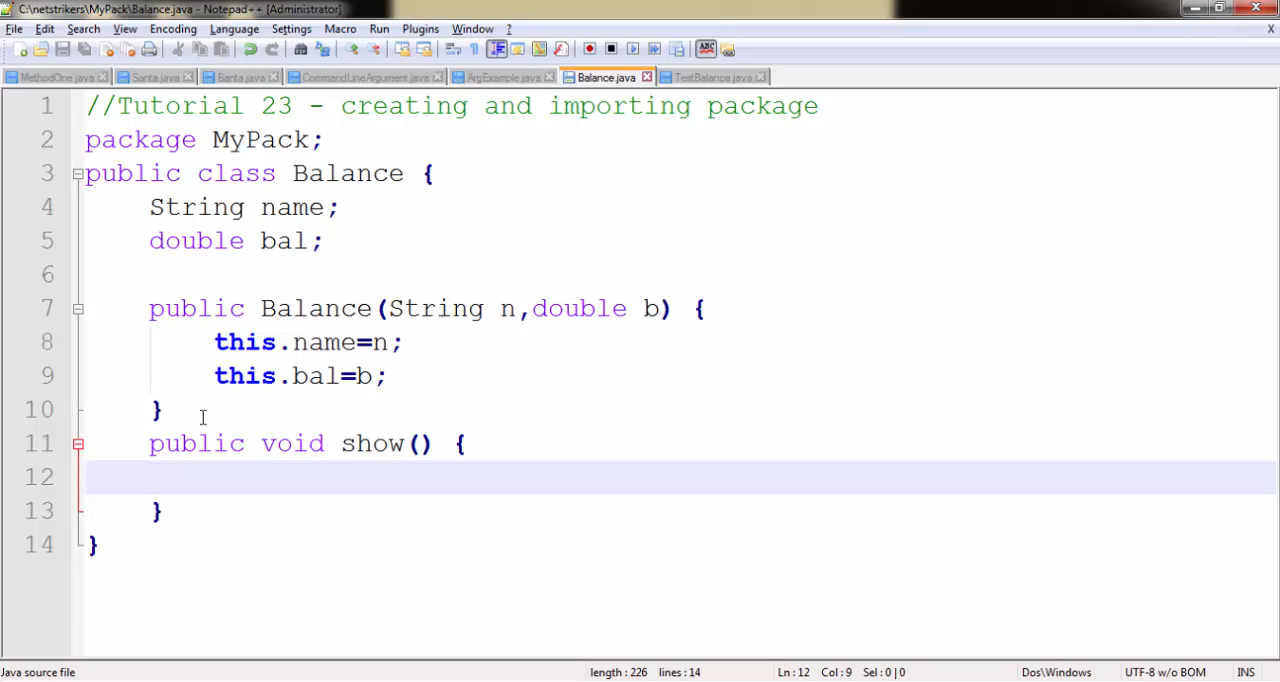 C:\netstrikers\MyPack\Balance.java - Notepad++ [Administrator]
File Edit Search View Encoding Language Settings Macro Run Plugins Window ? X
MethodOne.java Santa.java Banta.java CommandLineArgument.java ArgExample.java Balance.java TestBalance.java
1 //Tutorial 23 - creating and importing package
2 package MyPack;
3 public class Balance {
4 String name;
5 double bal;
6
7 public Balance(String n,double b) {
8 this.name=n;
9 this.bal=b;
10 }
11 public void show() {
12
13 }
14 }
Java source file length : 226 lines : 14 Ln : 12 Col : 9 Sel : 0 | 0 Dos\Windows UTF-8 w/o BOM INS